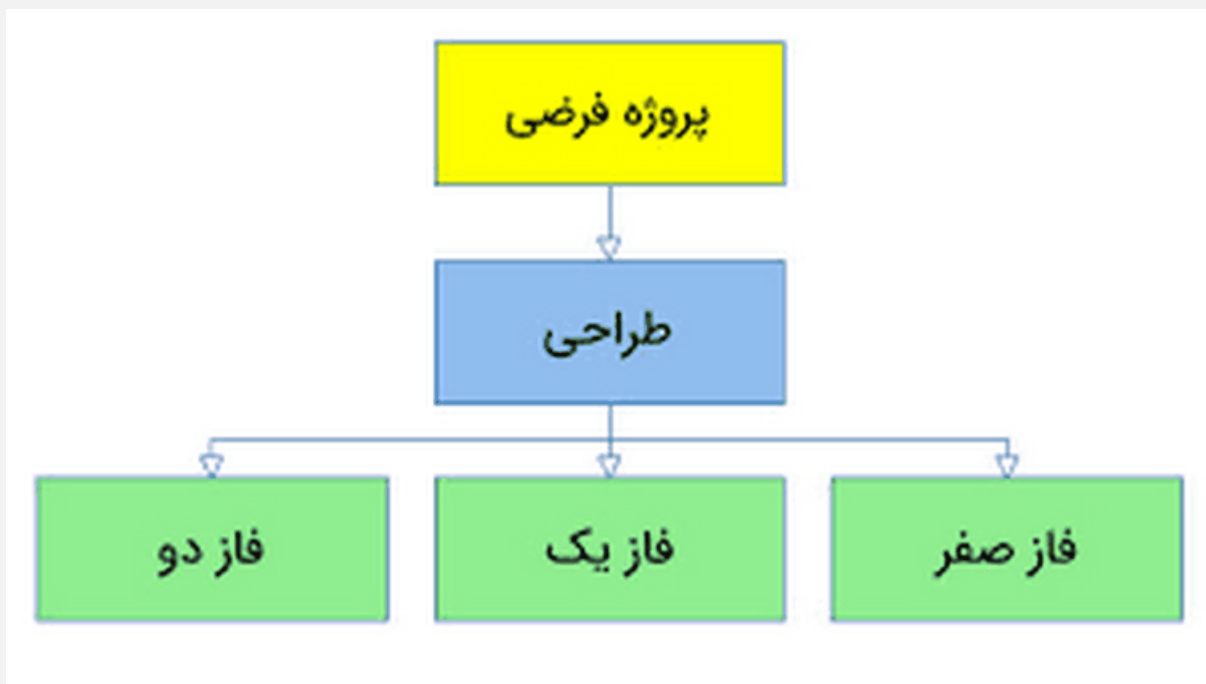 پروژه فرضی
طراحی
فاز صفر
فاز یک
فاز دو